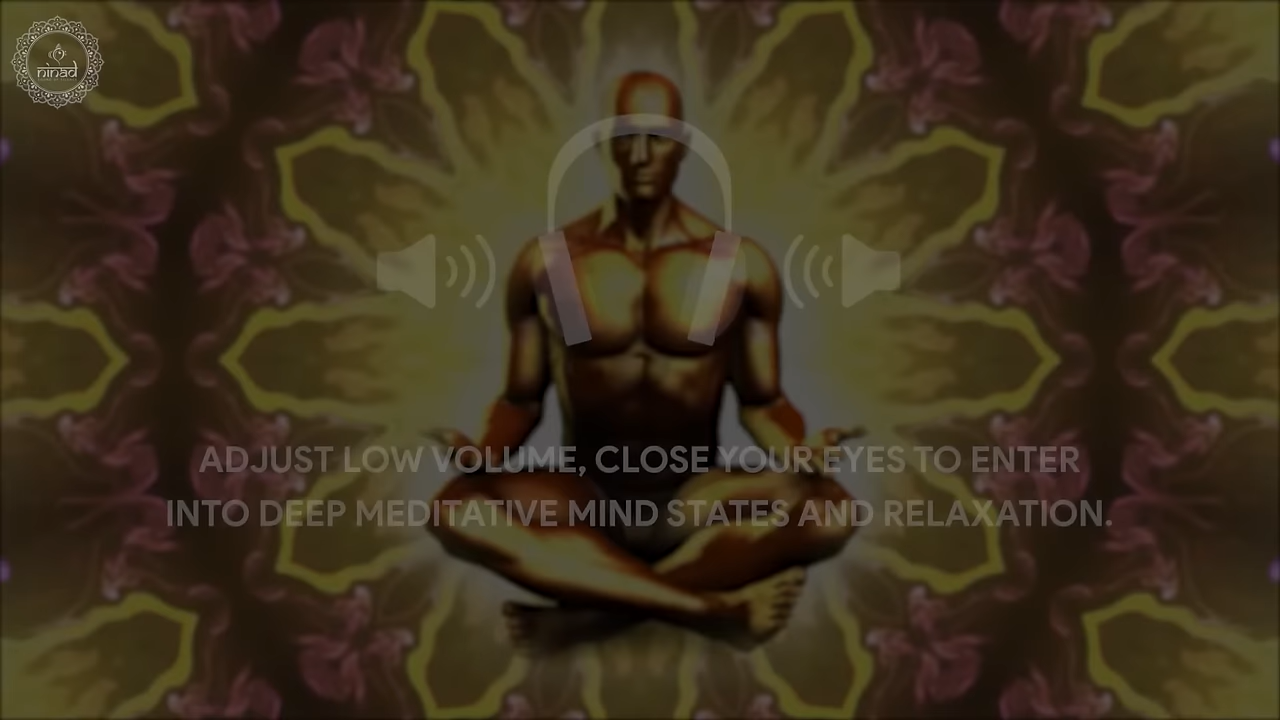 ninad
ADJUST LOW VOLUME, CLOSE YOUR EYES TO ENTER
INTO DEEP MEDITATIVE MIND STATES AND RELAXATION.